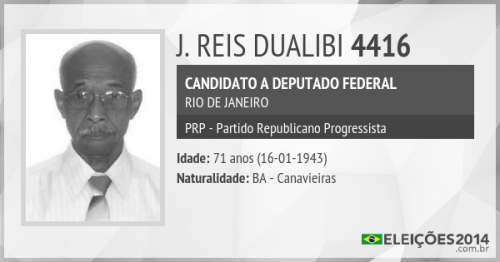 J. REIS DUALIBI 4416
CANDIDATO A DEPUTADO FEDERAL
RIO DE JANEIRO
PRP - Partido Republicano Progressista
Idade: 71 anos (16-01-1943)
Naturalidade: BA - Canavieiras
ELEIÇÕES2014
.com.br